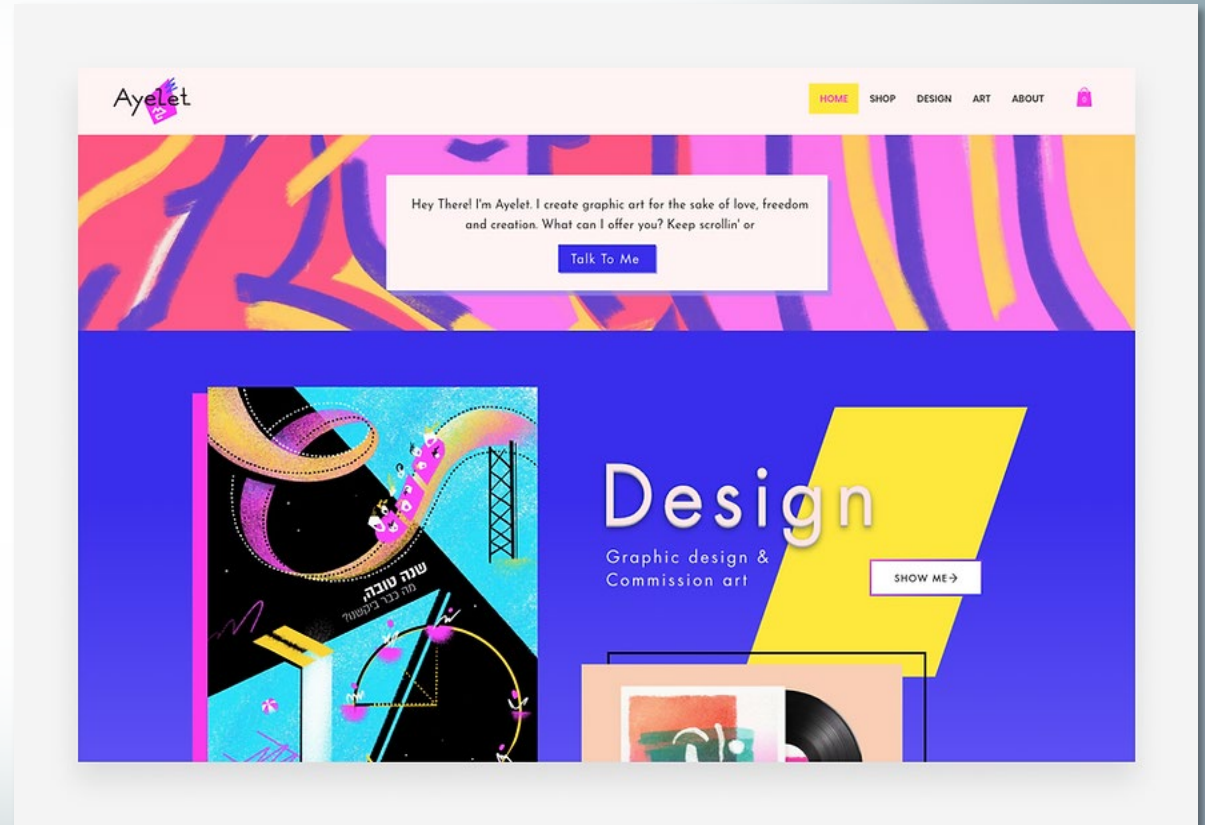 Ayelet
HOME SHOP DESIGN ART ABOUT
0
Hey There! I'm Ayelet. I create graphic art for the sake of love, freedom
and creation. What can I offer you? Keep scrollin' or
Talk To Me
שנה טובה,
מה כבר ביקשנו?
Design
Graphic design &
Commission art
SHOW ME→